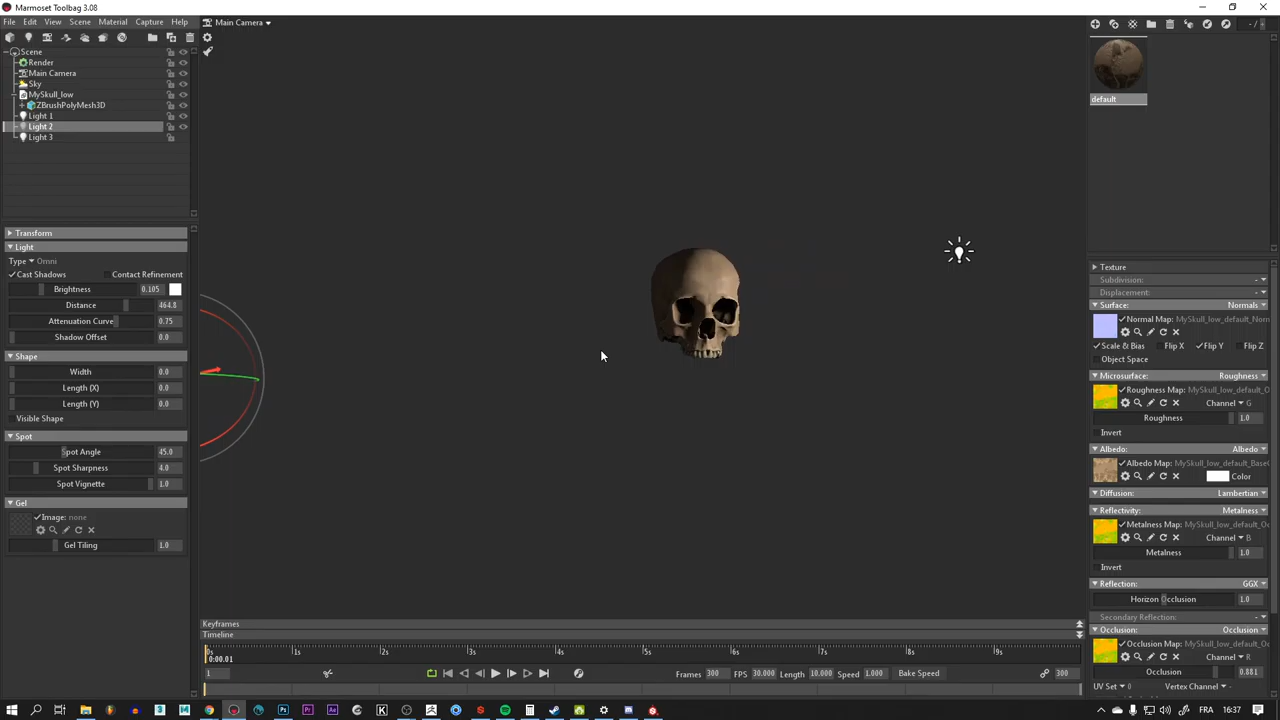 Marmoset Toolbag 3.08
File Edit View Scene Material Capture Help
Main Camera
Scene
Render
Main Camera
Sky
MySkull_low
ZBrushPolyMesh3D
Light 1
Light 2
Light 3
Transform
Light
Type Omni
Cast Shadows Contact Refinement
Brightness 0.105
Distance 464.8
Attenuation Curve 0.75
Shadow Offset 0.0
Shape
Width 0.0
Length (X) 0.0
Length (Y) 0.0
Visible Shape
Spot
Spot Angle 45.0
Spot Sharpness 4.0
Spot Vignette 1.0
Gel
Image: none
Gel Tiling 1.0
default
Texture
Subdivision: -
Displacement: -
Surface: Normals
Normal Map: MySkull_low_default_Norn
Scale & Bias Flip X Flip Y Flip Z
Object Space
Microsurface: Roughness
Roughness Map: MySkull_low_default_O
Channel G
Roughness 1.0
Invert
Albedo: Albedo
Albedo Map: MySkull_low_default_Base
Color
Diffusion: Lambertian
Reflectivity: Metalness
Metalness Map: MySkull_low_default_Oc
Channel B
Metalness 1.0
Invert
Reflection: GGX
Horizon Occlusion 1.0
Secondary Reflection: -
Occlusion: Occlusion
Occlusion Map: MySkull_low_default_Oc
Channel R
Occlusion 0.881
UV Set 0 Vertex Channel -
Keyframes
Timeline
0s 1s 2s 3s 4s 5s 6s 7s 8s 9s
0:00.01
1 Frames 300 FPS 30.000 Length 10.000 Speed 1.000 Bake Speed 300
FRA 16:37